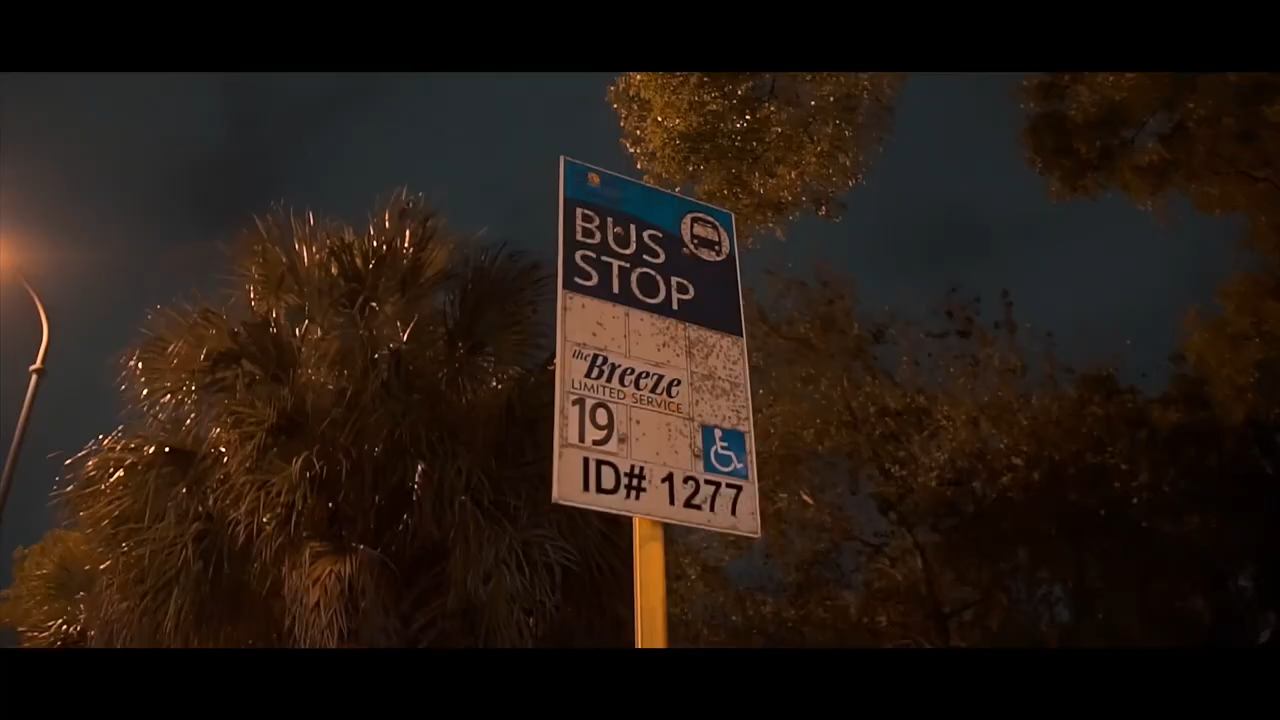 BUS
STOP
the Breeze
LIMITED SERVICE
19
ID# 1277